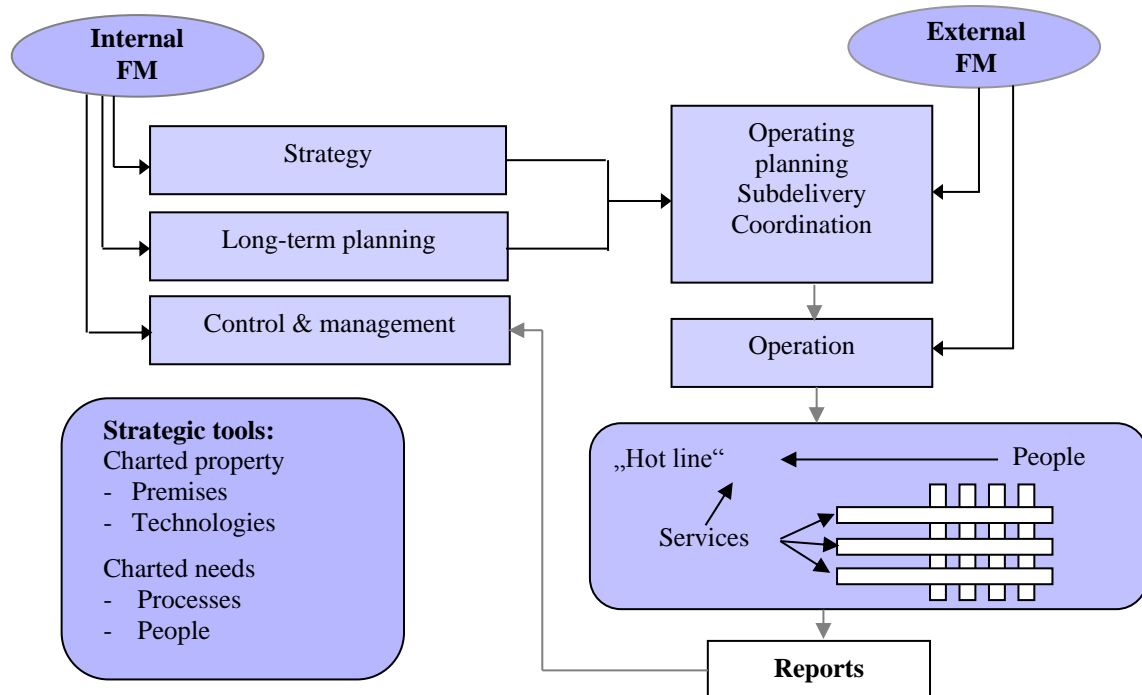 Internal
FM
External
FM
Strategy
Long-term planning
Control & management
Operating
planning
Subdelivery
Coordination
Operation
Strategic tools:
Charted property
- Premises
- Technologies
Charted needs
- Processes
- People
„Hot line“
People
Services
Reports